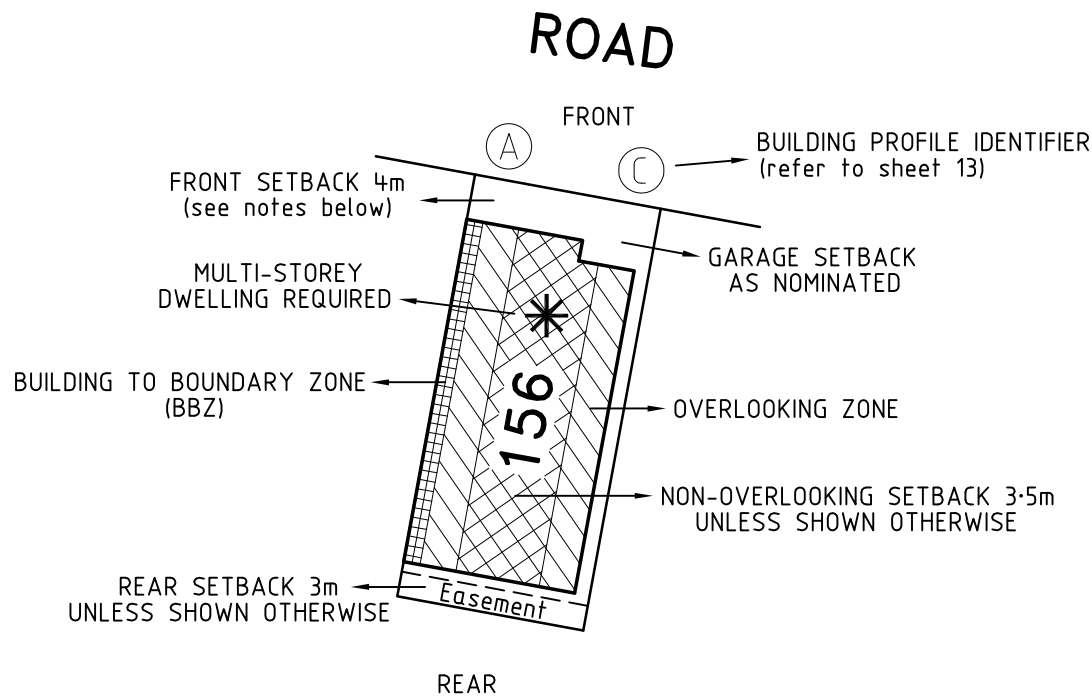 ROAD
FRONT
A
C
BUILDING PROFILE IDENTIFIER
(refer to sheet 13)
FRONT SETBACK 4m
(see notes below)
GARAGE SETBACK
AS NOMINATED
MULTI-STOREY
DWELLING REQUIRED
BUILDING TO BOUNDARY ZONE
(BBZ)
156
OVERLOOKING ZONE
NON-OVERLOOKING SETBACK 3·5m
UNLESS SHOWN OTHERWISE
REAR SETBACK 3m
UNLESS SHOWN OTHERWISE
Easement
REAR